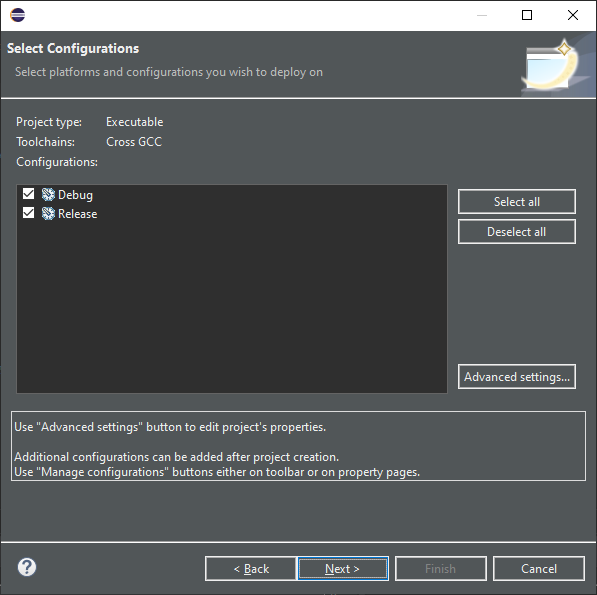 Select Configurations
Select platforms and configurations you wish to deploy on
Project type: Executable
Toolchains: Cross GCC
Configurations:
Debug
Release
Select all
Deselect all
Advanced settings...
Use "Advanced settings" button to edit project's properties.
Additional configurations can be added after project creation.
Use "Manage configurations" buttons either on toolbar or on property pages.
? < Back Next > Finish Cancel